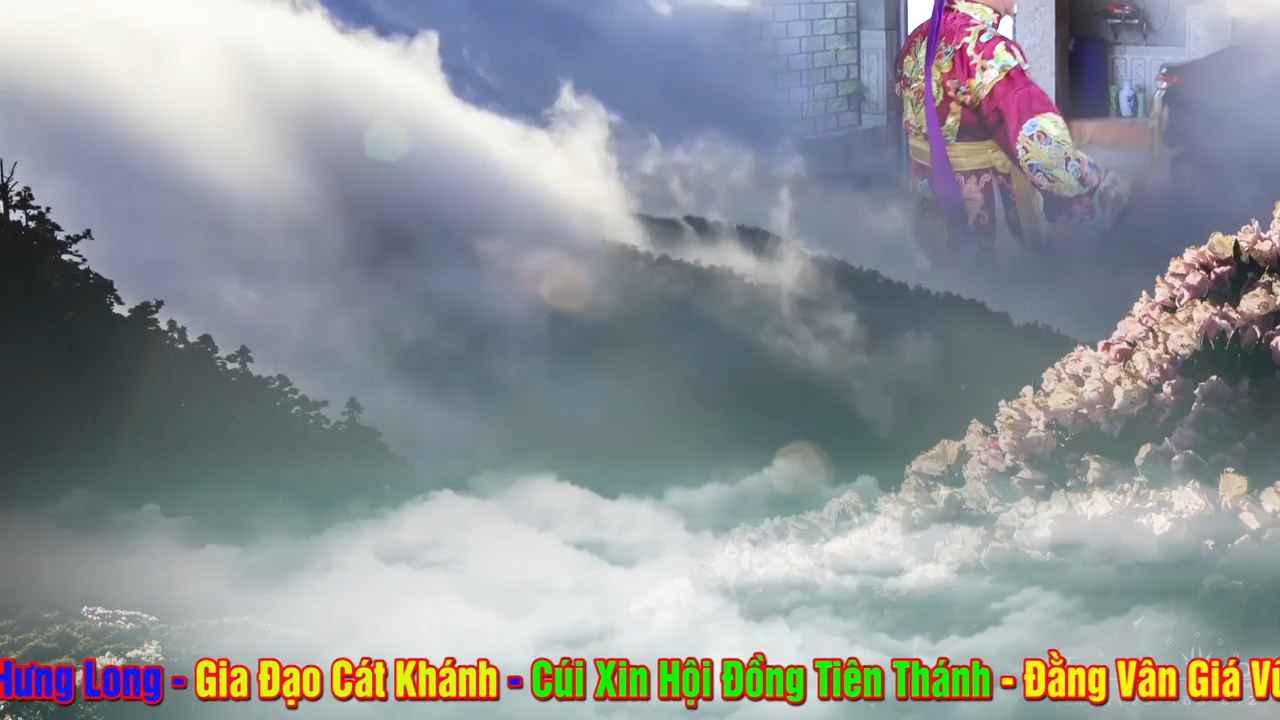 Hưng Long - Gia Đạo Cát Khánh - Cúi Xin Hội Đồng Tiên Thánh - Đằng Vân Giá